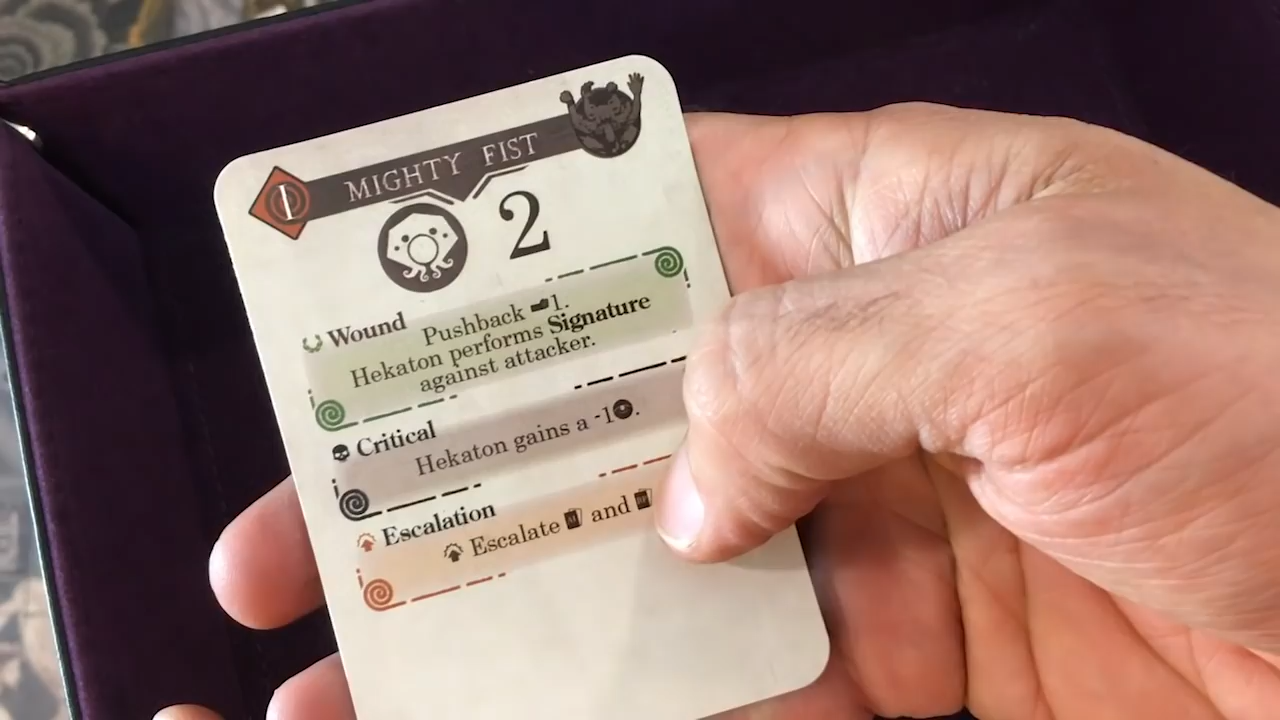 I MIGHTY FIST
2
Wound Pushback 1.
Hekaton performs Signature
against attacker.
Critical
Hekaton gains a -1.
Escalation
Escalate and